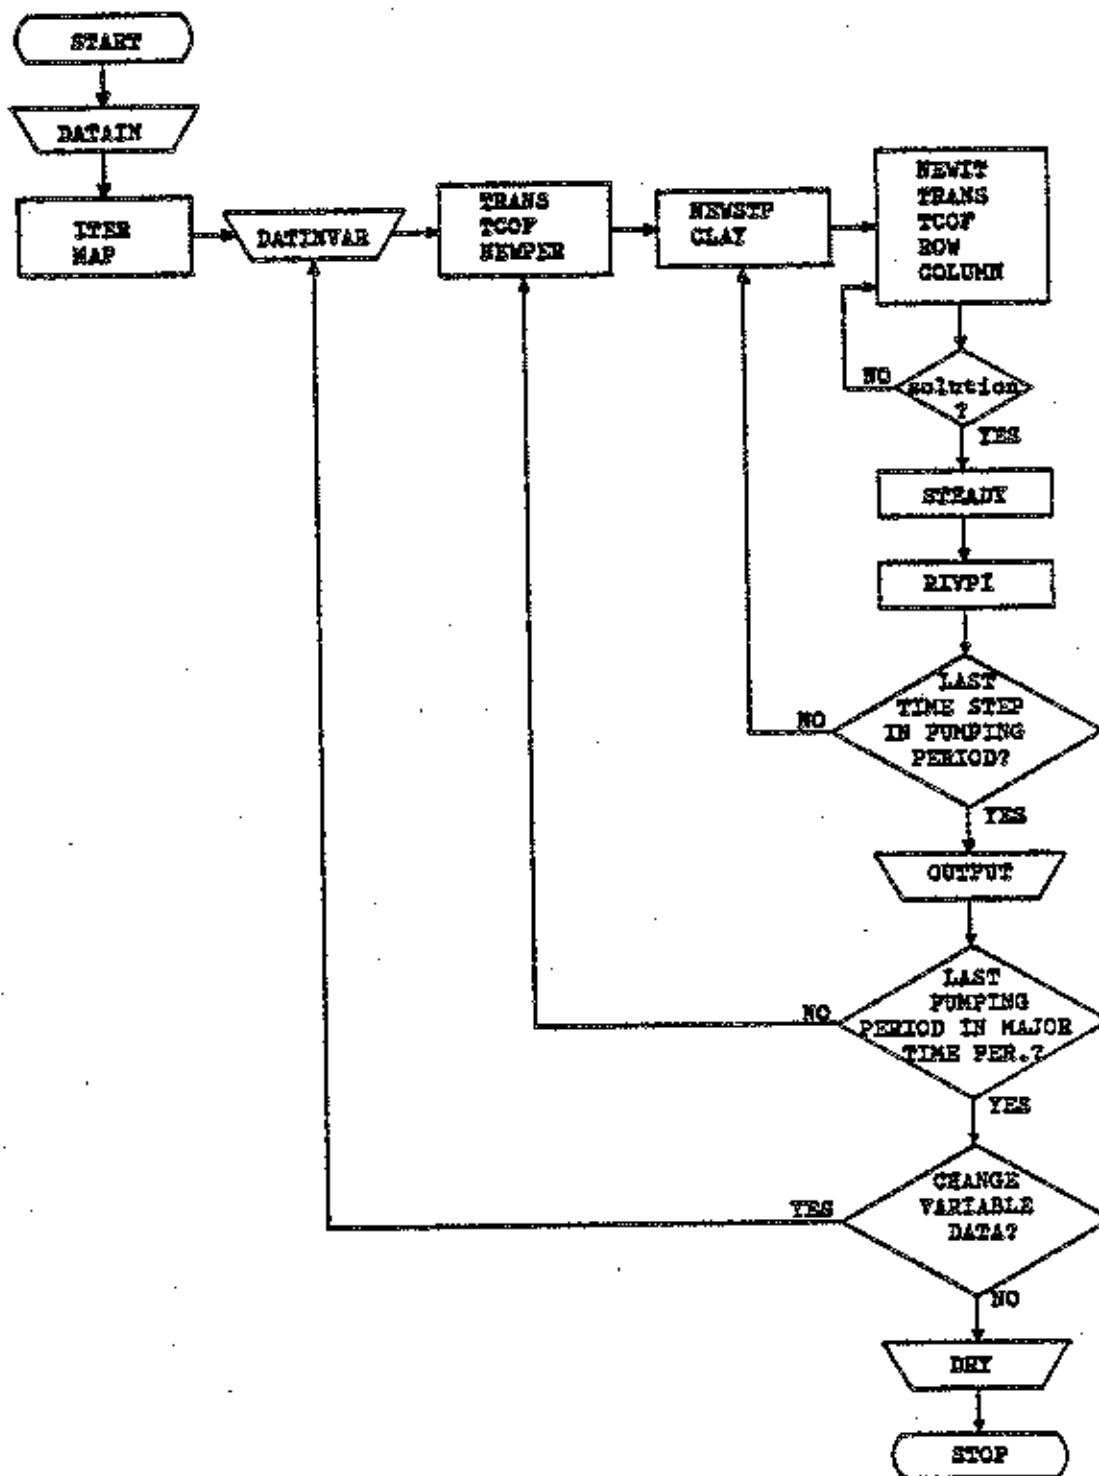 START
DATAIN
ITER
MAP
DATINVAR
TRANS
TCOF
NEWPER
NEWSTP
CLAY
NEWIT
TRANS
TCOF
ROW
COLUMN
NO
solution
?
YES
STEADY
RIVPI
LAST
TIME STEP
IN PUMPING
PERIOD?
NO
YES
OUTPUT
LAST
PUMPING
PERIOD IN MAJOR
TIME PER.?
NO
YES
CHANGE
VARIABLE
DATA?
YES
NO
DRY
STOP